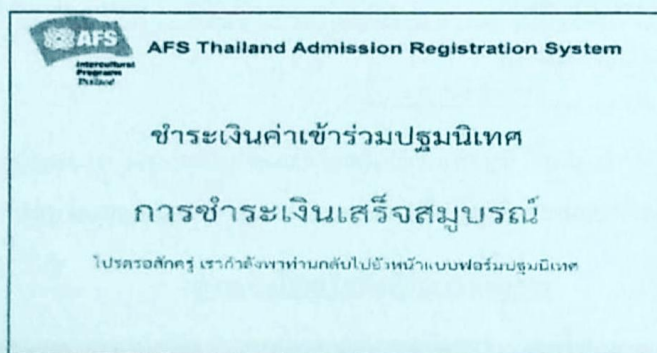 AFS
Intercultural
Programs
Thailand
AFS Thailand Admission Registration System
ชำระเงินค่าเข้าร่วมปฐมนิเทศ
การชำระเงินเสร็จสมบูรณ์
โปรดรอสักครู่ เรากำลังพาท่านกลับไปยังหน้าแบบฟอร์มปฐมนิเทศ